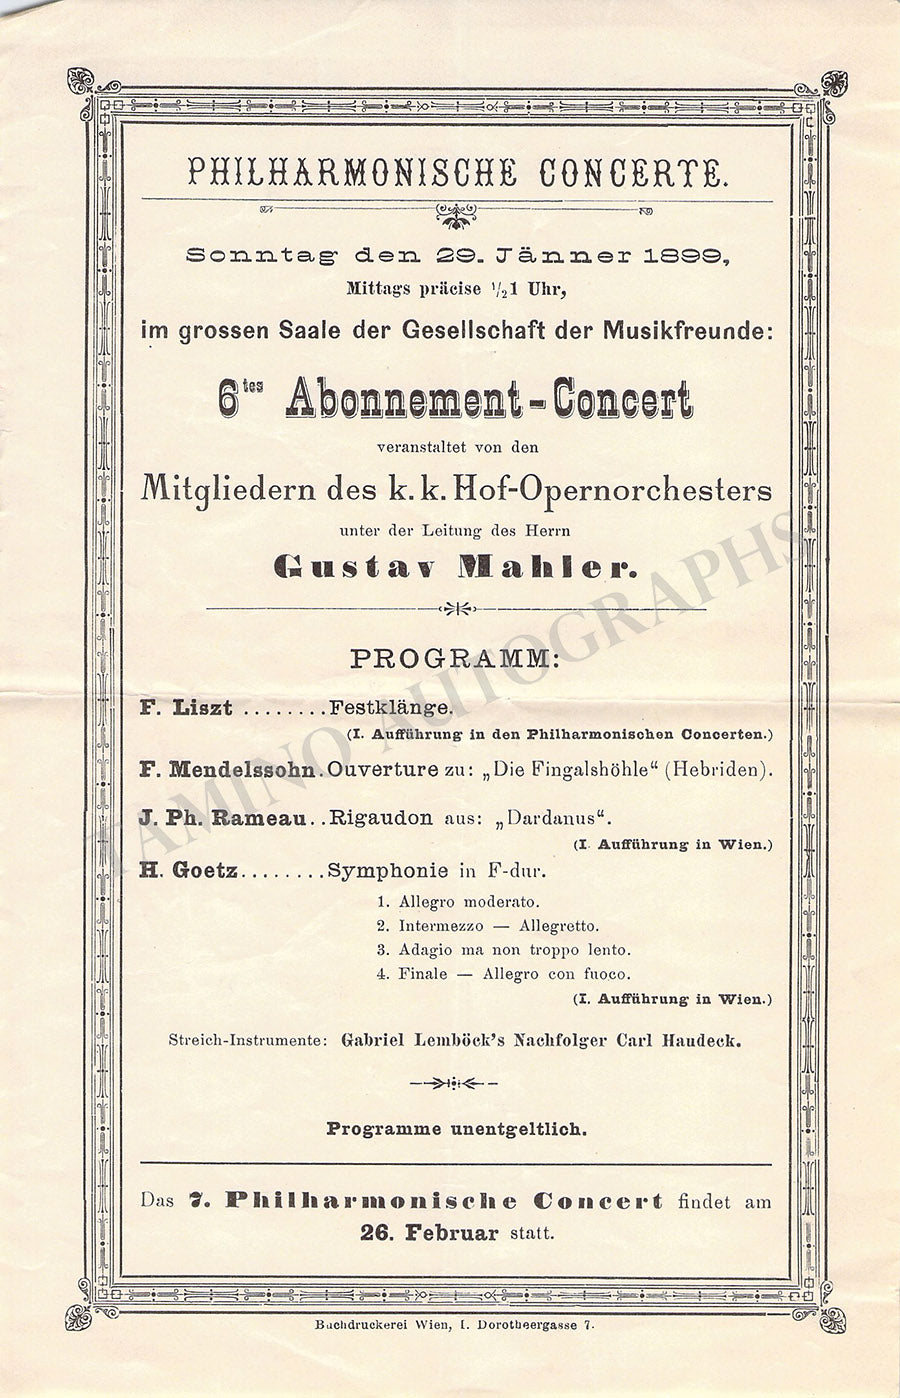 PHILHARMONISCHE CONCERTE.
Sonntag den 29. Jänner 1899,
Mittags präcise ½1 Uhr,
im grossen Saale der Gesellschaft der Musikfreunde:
6tes Abonnement-Concert
veranstaltet von den
Mitgliedern des k. k. Hof-Opernorchesters
unter der Leitung des Herrn
Gustav Mahler.
PROGRAMM:
F. Liszt ........Festklänge.
(I. Aufführung in den Philharmonischen Concerten.)
F. Mendelssohn.Ouverture zu: „Die Fingalshöhle“ (Hebriden).
J. Ph. Rameau..Rigaudon aus: „Dardanus“.
(I. Aufführung in Wien.)
H. Goetz........Symphonie in F-dur.
1. Allegro moderato.
2. Intermezzo — Allegretto.
3. Adagio ma non troppo lento.
4. Finale — Allegro con fuoco.
(I. Aufführung in Wien.)
Streich-Instrumente: Gabriel Lemböck's Nachfolger Carl Haudeck.
Programme unentgeltlich.
Das 7. Philharmonische Concert findet am
26. Februar statt.
Buchdruckerei Wien, I. Dorotheergasse 7.
TAMINO AUTOGRAPHS